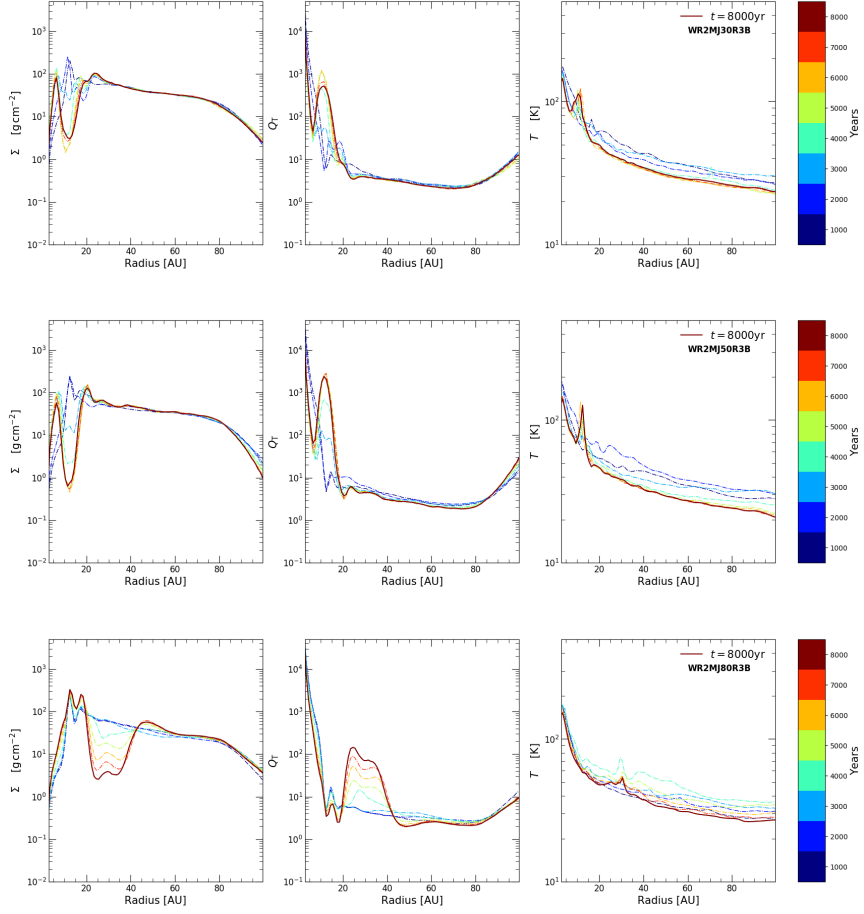 10³
10²
10¹
10⁰
10⁻¹
10⁻²
Σ [g cm⁻²]
20 40 60 80
Radius [AU]
10⁴
10³
10²
10¹
10⁰
10⁻¹
Q_T
20 40 60 80
Radius [AU]
10²
10¹
T [K]
20 40 60 80
Radius [AU]
t = 8000yr
WR2MJ30R3B
8000
7000
6000
5000
4000
3000
2000
1000
Years
10³
10²
10¹
10⁰
10⁻¹
10⁻²
Σ [g cm⁻²]
20 40 60 80
Radius [AU]
10⁴
10³
10²
10¹
10⁰
10⁻¹
Q_T
20 40 60 80
Radius [AU]
10²
10¹
T [K]
20 40 60 80
Radius [AU]
t = 8000yr
WR2MJ50R3B
8000
7000
6000
5000
4000
3000
2000
1000
Years
10³
10²
10¹
10⁰
10⁻¹
10⁻²
Σ [g cm⁻²]
20 40 60 80
Radius [AU]
10⁴
10³
10²
10¹
10⁰
10⁻¹
Q_T
20 40 60 80
Radius [AU]
10²
10¹
T [K]
20 40 60 80
Radius [AU]
t = 8000yr
WR2MJ80R3B
8000
7000
6000
5000
4000
3000
2000
1000
Years